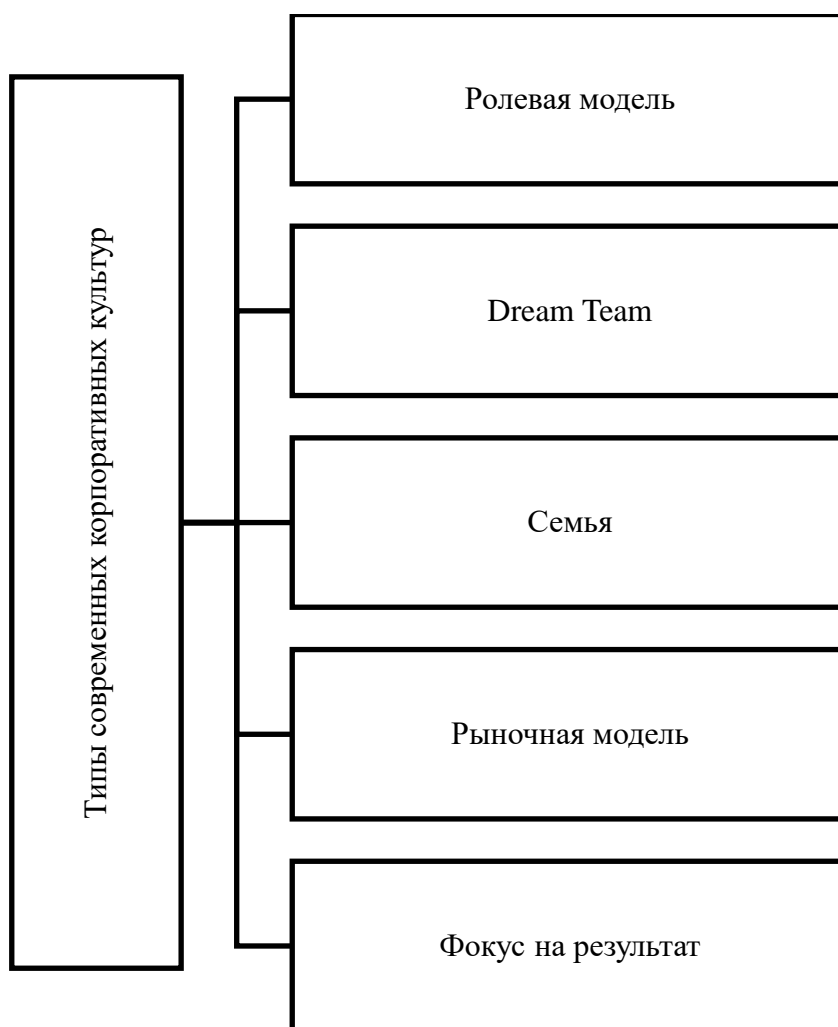 Типы современных корпоративных культур
Ролевая модель
Dream Team
Семья
Рыночная модель
Фокус на результат